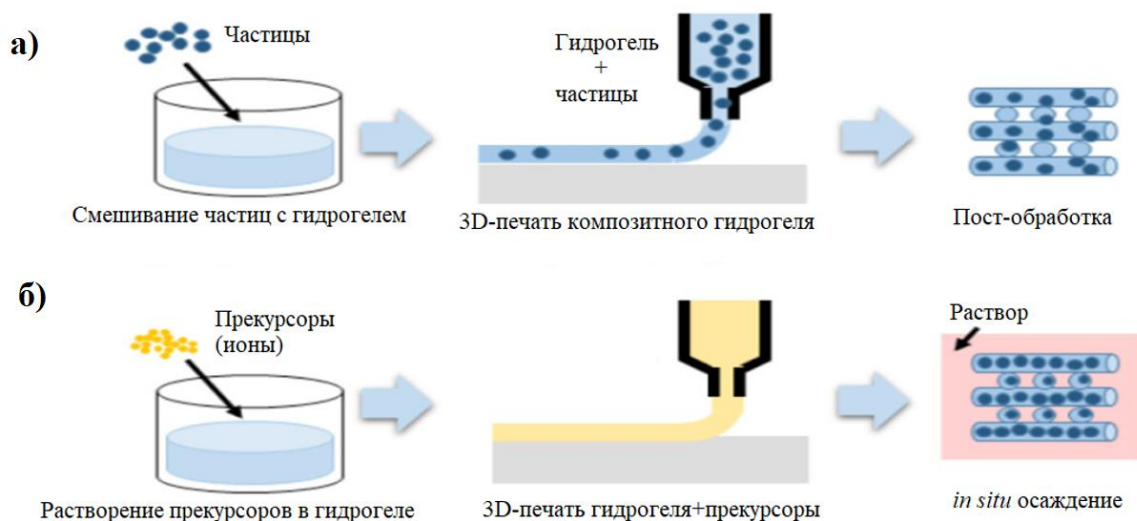 а)
Частицы
Гидрогель
+
частицы
Смешивание частиц с гидрогелем
3D-печать композитного гидрогеля
Пост-обработка
б)
Прекурсоры
(ионы)
Раствор
Растворение прекурсоров в гидрогеле
3D-печать гидрогеля+прекурсоры
in situ осаждение